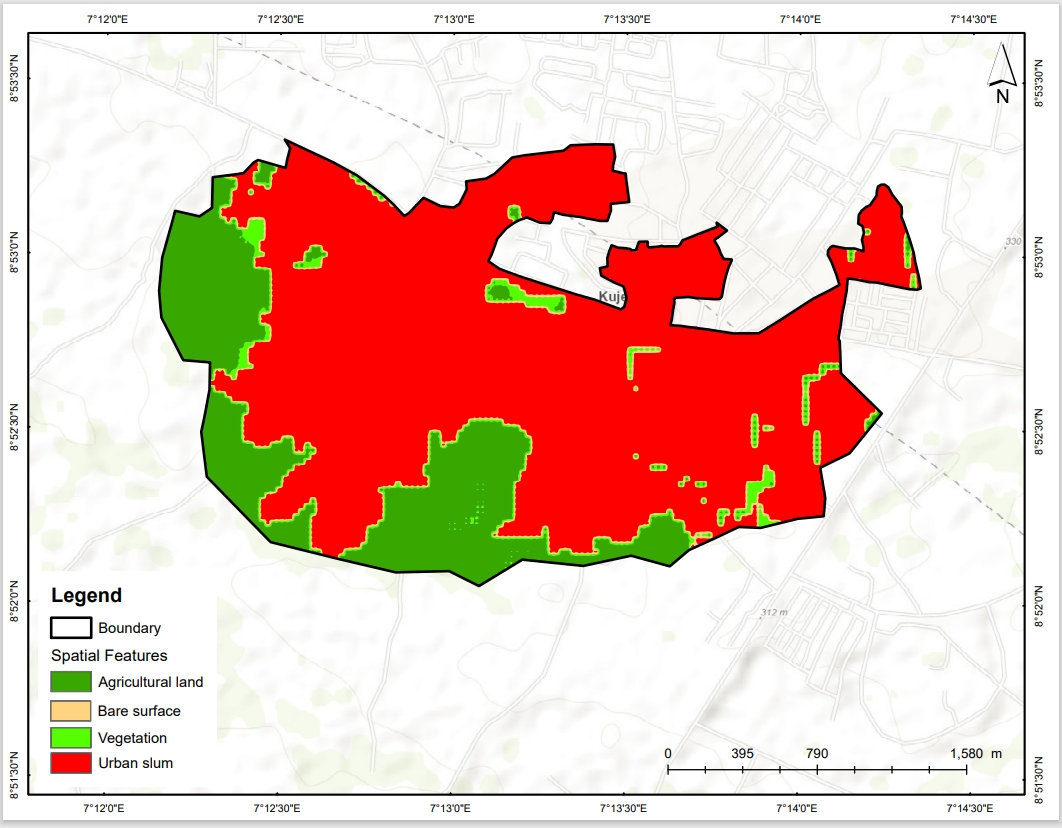 7°12'0"E 7°12'30"E 7°13'0"E 7°13'30"E 7°14'0"E 7°14'30"E
8°53'30"N 8°53'30"N
N
8°53'0"N 8°53'0"N
330
Kuje
8°52'30"N 8°52'30"N
8°52'0"N 8°52'0"N
312 m
Legend
Boundary
Spatial Features
Agricultural land
Bare surface
Vegetation
Urban slum
0 395 790 1,580 m
8°51'30"N 8°51'30"N
7°12'0"E 7°12'30"E 7°13'0"E 7°13'30"E 7°14'0"E 7°14'30"E